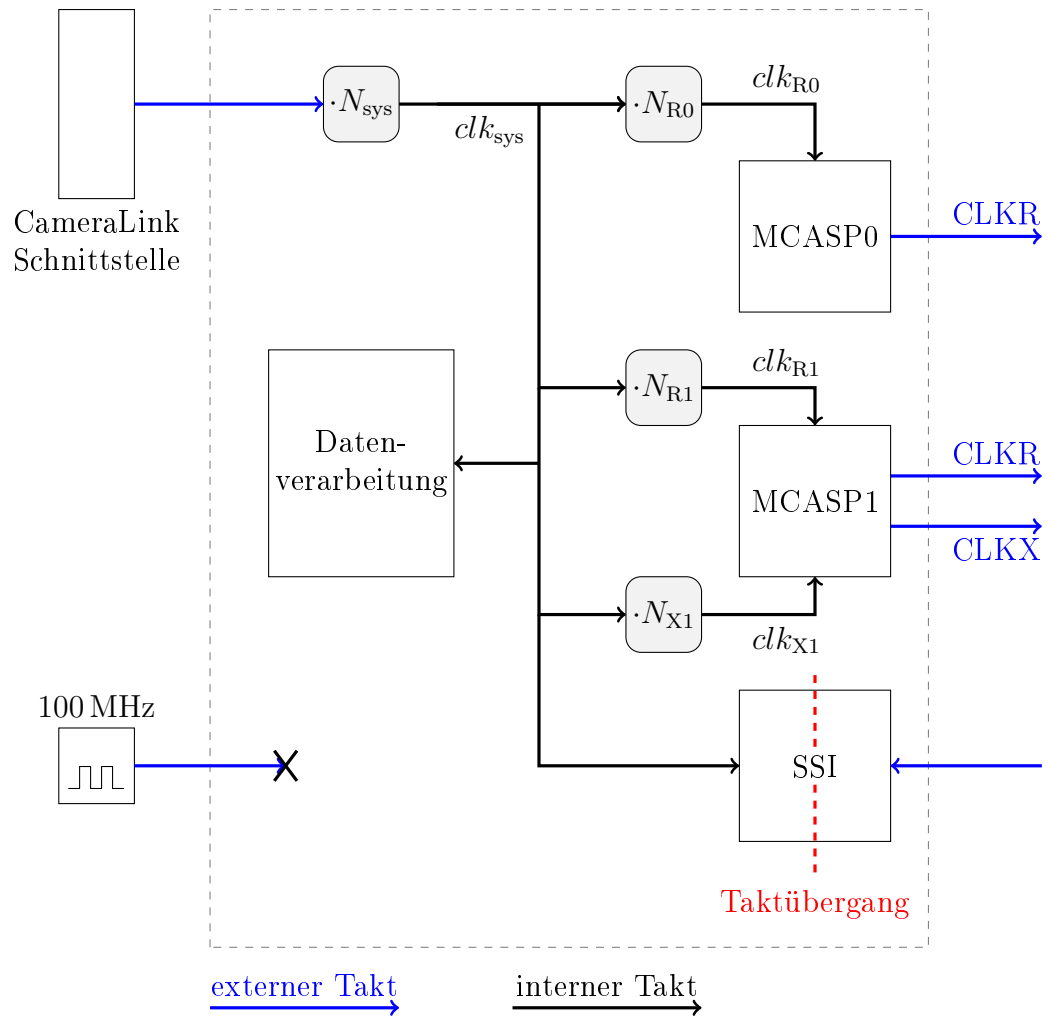 ·N_sys
clk_sys
·N_R0
clk_R0
CameraLink
Schnittstelle
MCASP0
CLKR
Daten-
verarbeitung
·N_R1
clk_R1
MCASP1
CLKR
CLKX
·N_X1
clk_X1
100 MHz
SSI
Taktübergang
externer Takt
interner Takt